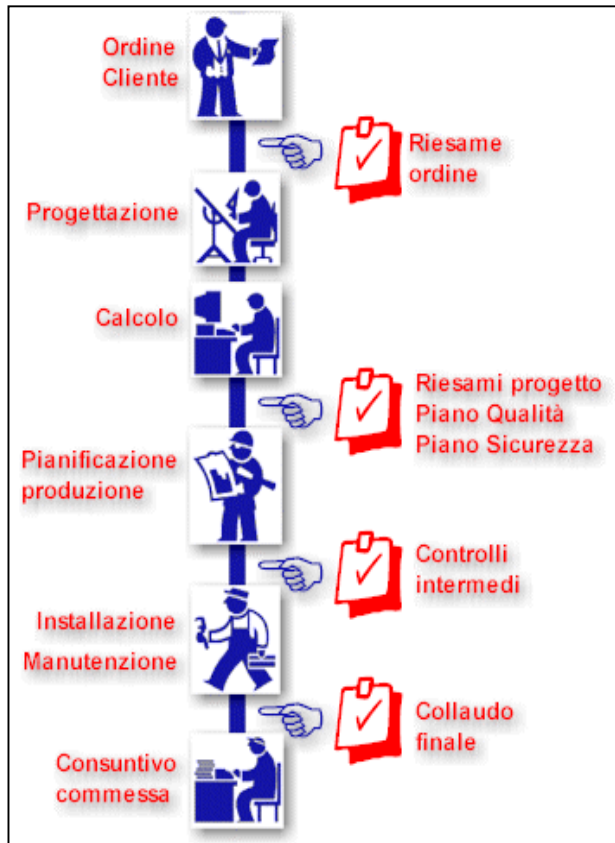 Ordine
Cliente
Riesame
ordine
Progettazione
Calcolo
Riesami progetto
Piano Qualità
Piano Sicurezza
Pianificazione
produzione
Controlli
intermedi
Installazione
Manutenzione
Collaudo
finale
Consuntivo
commessa